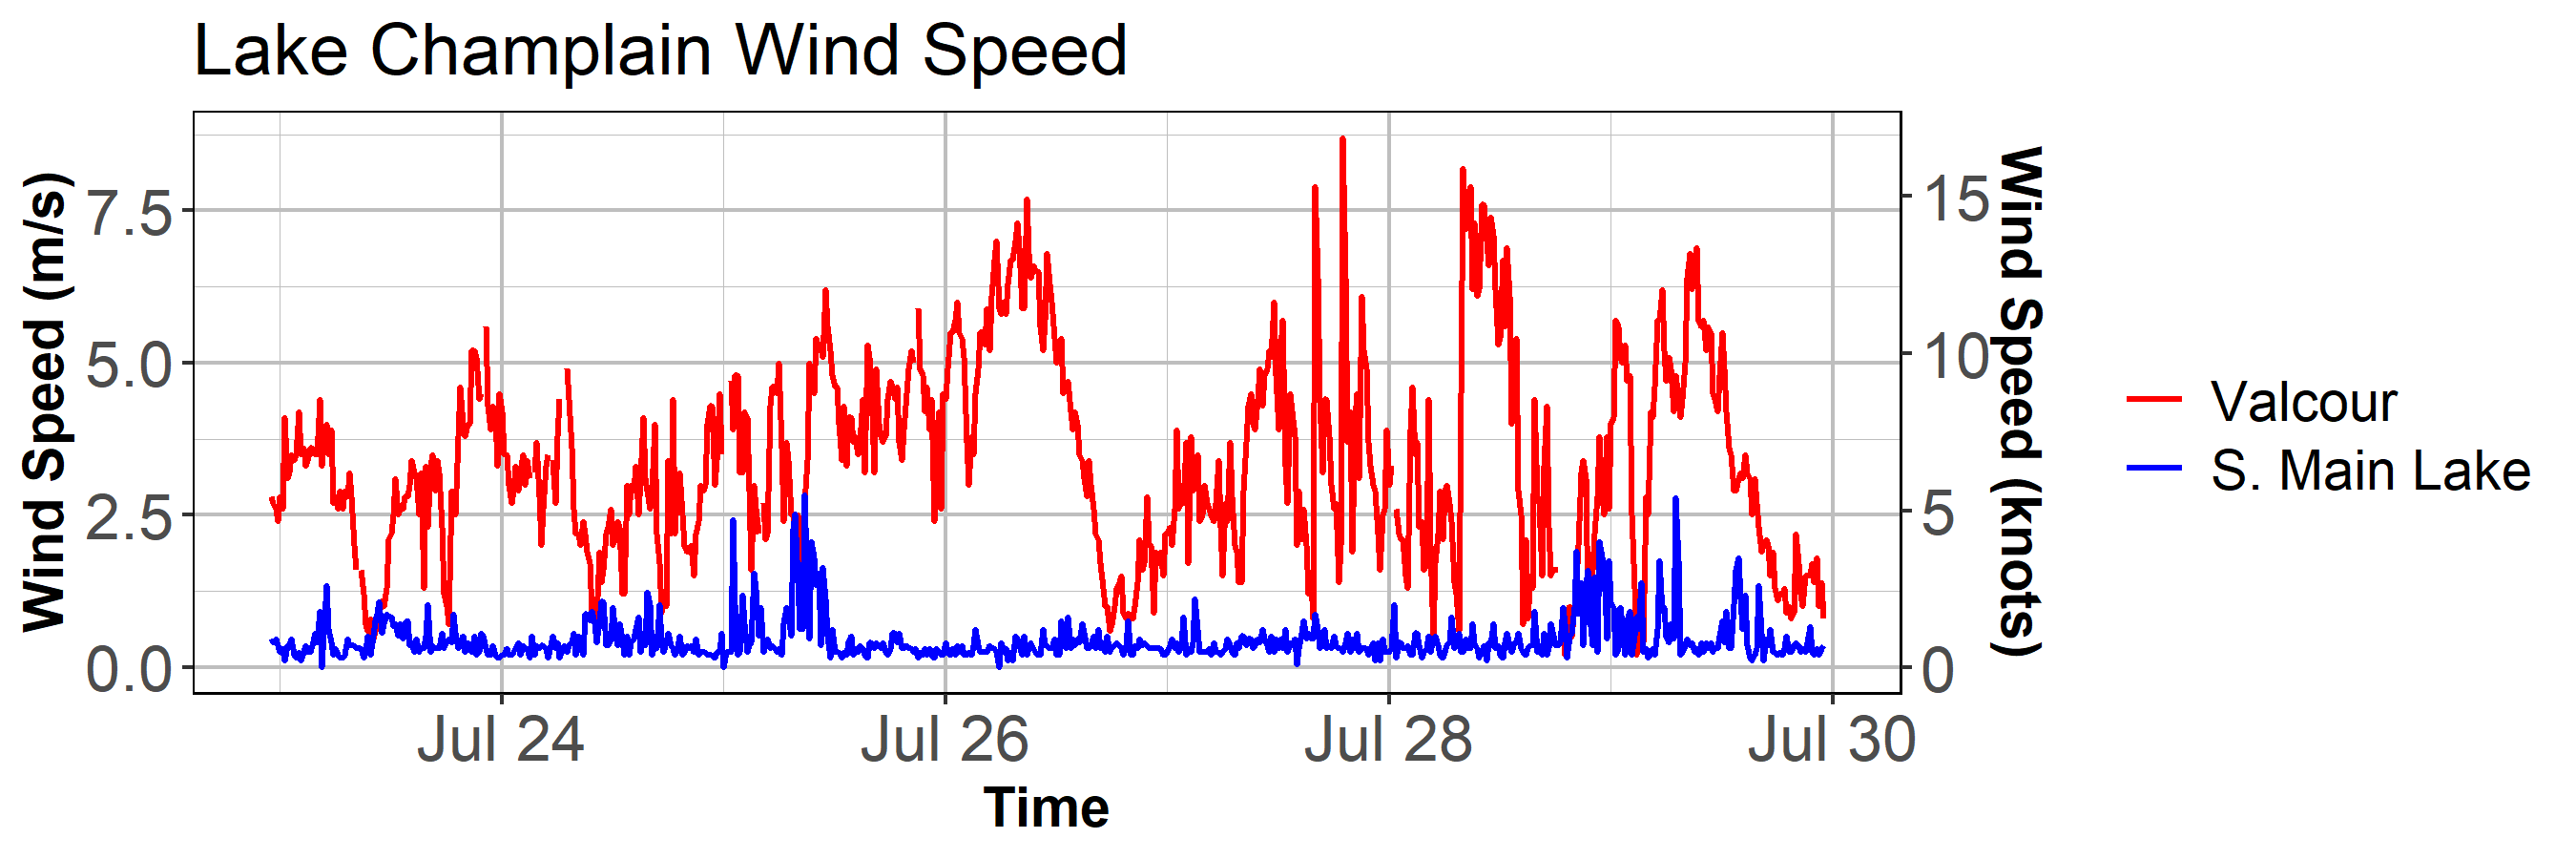 Lake Champlain Wind Speed
Wind Speed (m/s)
7.5
5.0
2.5
0.0
15
10
5
0
Wind Speed (knots)
Jul 24
Jul 26
Jul 28
Jul 30
Time
Valcour
S. Main Lake